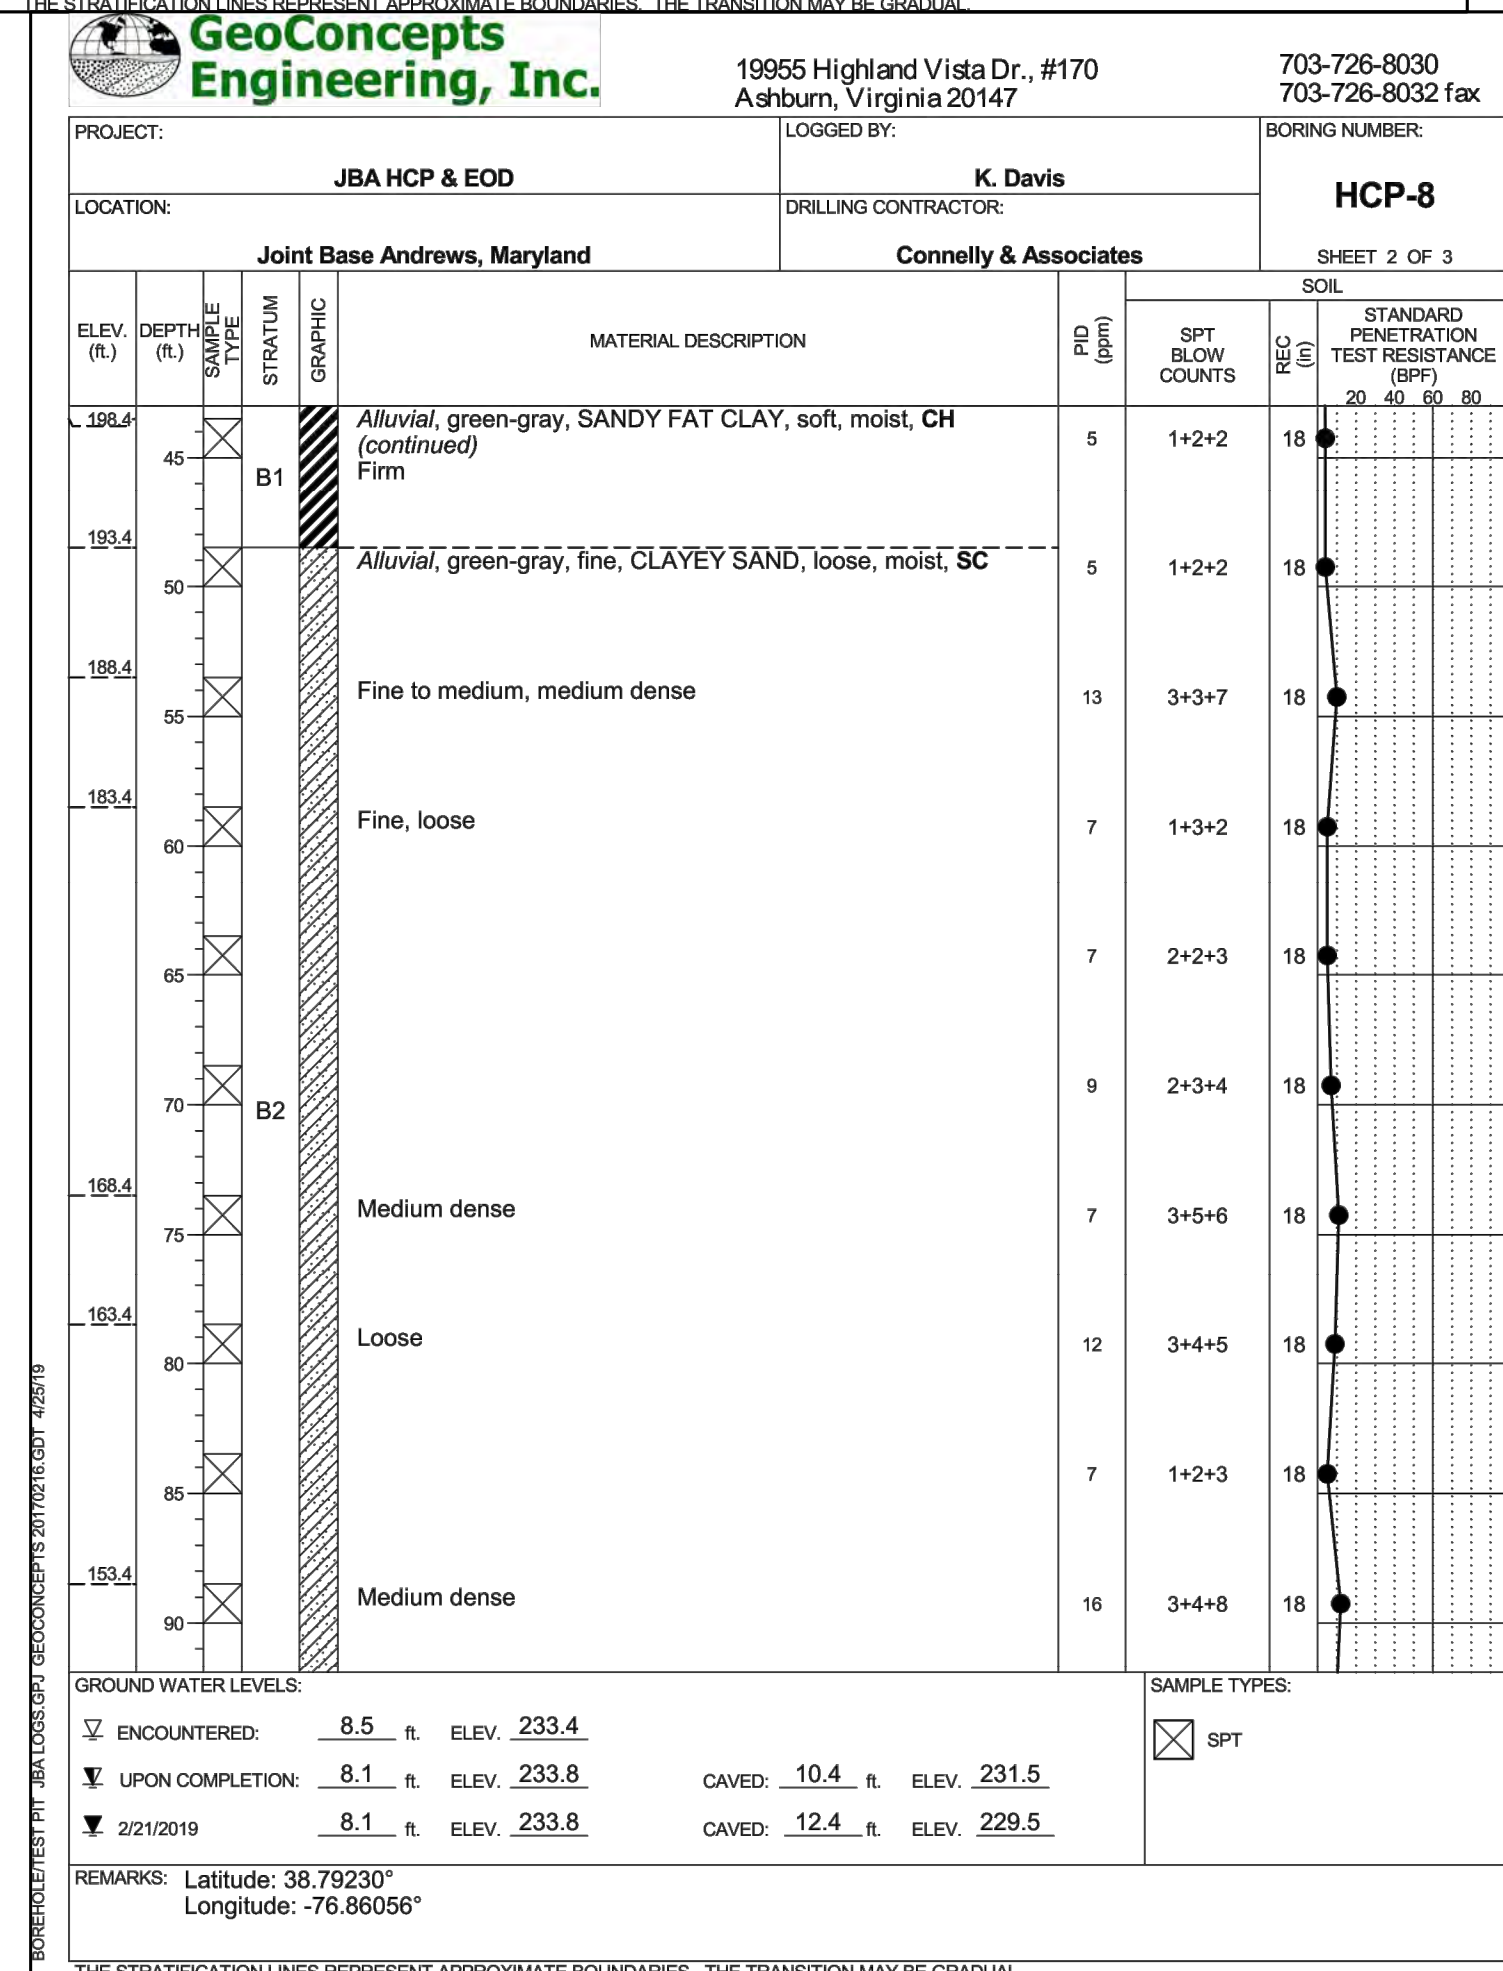 THE STRATIFICATION LINES REPRESENT APPROXIMATE BOUNDARIES. THE TRANSITION MAY BE GRADUAL.
GeoConcepts
Engineering, Inc.
19955 Highland Vista Dr., #170
Ashburn, Virginia 20147
703-726-8030
703-726-8032 fax
PROJECT:
JBA HCP & EOD
LOGGED BY:
K. Davis
BORING NUMBER:
HCP-8
LOCATION:
Joint Base Andrews, Maryland
DRILLING CONTRACTOR:
Connelly & Associates
SHEET 2 OF 3
ELEV.
(ft.)
DEPTH
(ft.)
SAMPLE
TYPE
STRATUM
GRAPHIC
MATERIAL DESCRIPTION
PID
(ppm)
SOIL
SPT
BLOW
COUNTS
REC
(in)
STANDARD
PENETRATION
TEST RESISTANCE
(BPF)
20 40 60 80
198.4
Alluvial, green-gray, SANDY FAT CLAY, soft, moist, CH
(continued)
5 1+2+2 18
45
Firm
B1
193.4
Alluvial, green-gray, fine, CLAYEY SAND, loose, moist, SC
5 1+2+2 18
50
188.4
Fine to medium, medium dense
13 3+3+7 18
55
183.4
Fine, loose
7 1+3+2 18
60
7 2+2+3 18
65
9 2+3+4 18
70
B2
168.4
Medium dense
7 3+5+6 18
75
163.4
Loose
12 3+4+5 18
80
7 1+2+3 18
85
153.4
Medium dense
16 3+4+8 18
90
GROUND WATER LEVELS:
ENCOUNTERED: 8.5 ft. ELEV. 233.4
UPON COMPLETION: 8.1 ft. ELEV. 233.8 CAVED: 10.4 ft. ELEV. 231.5
2/21/2019 8.1 ft. ELEV. 233.8 CAVED: 12.4 ft. ELEV. 229.5
SAMPLE TYPES:
SPT
REMARKS: Latitude: 38.79230°
Longitude: -76.86056°
BOREHOLE/TEST PIT JBA LOGS.GPJ GEOCONCEPTS 20170216.GDT 4/25/19
THE STRATIFICATION LINES REPRESENT APPROXIMATE BOUNDARIES. THE TRANSITION MAY BE GRADUAL